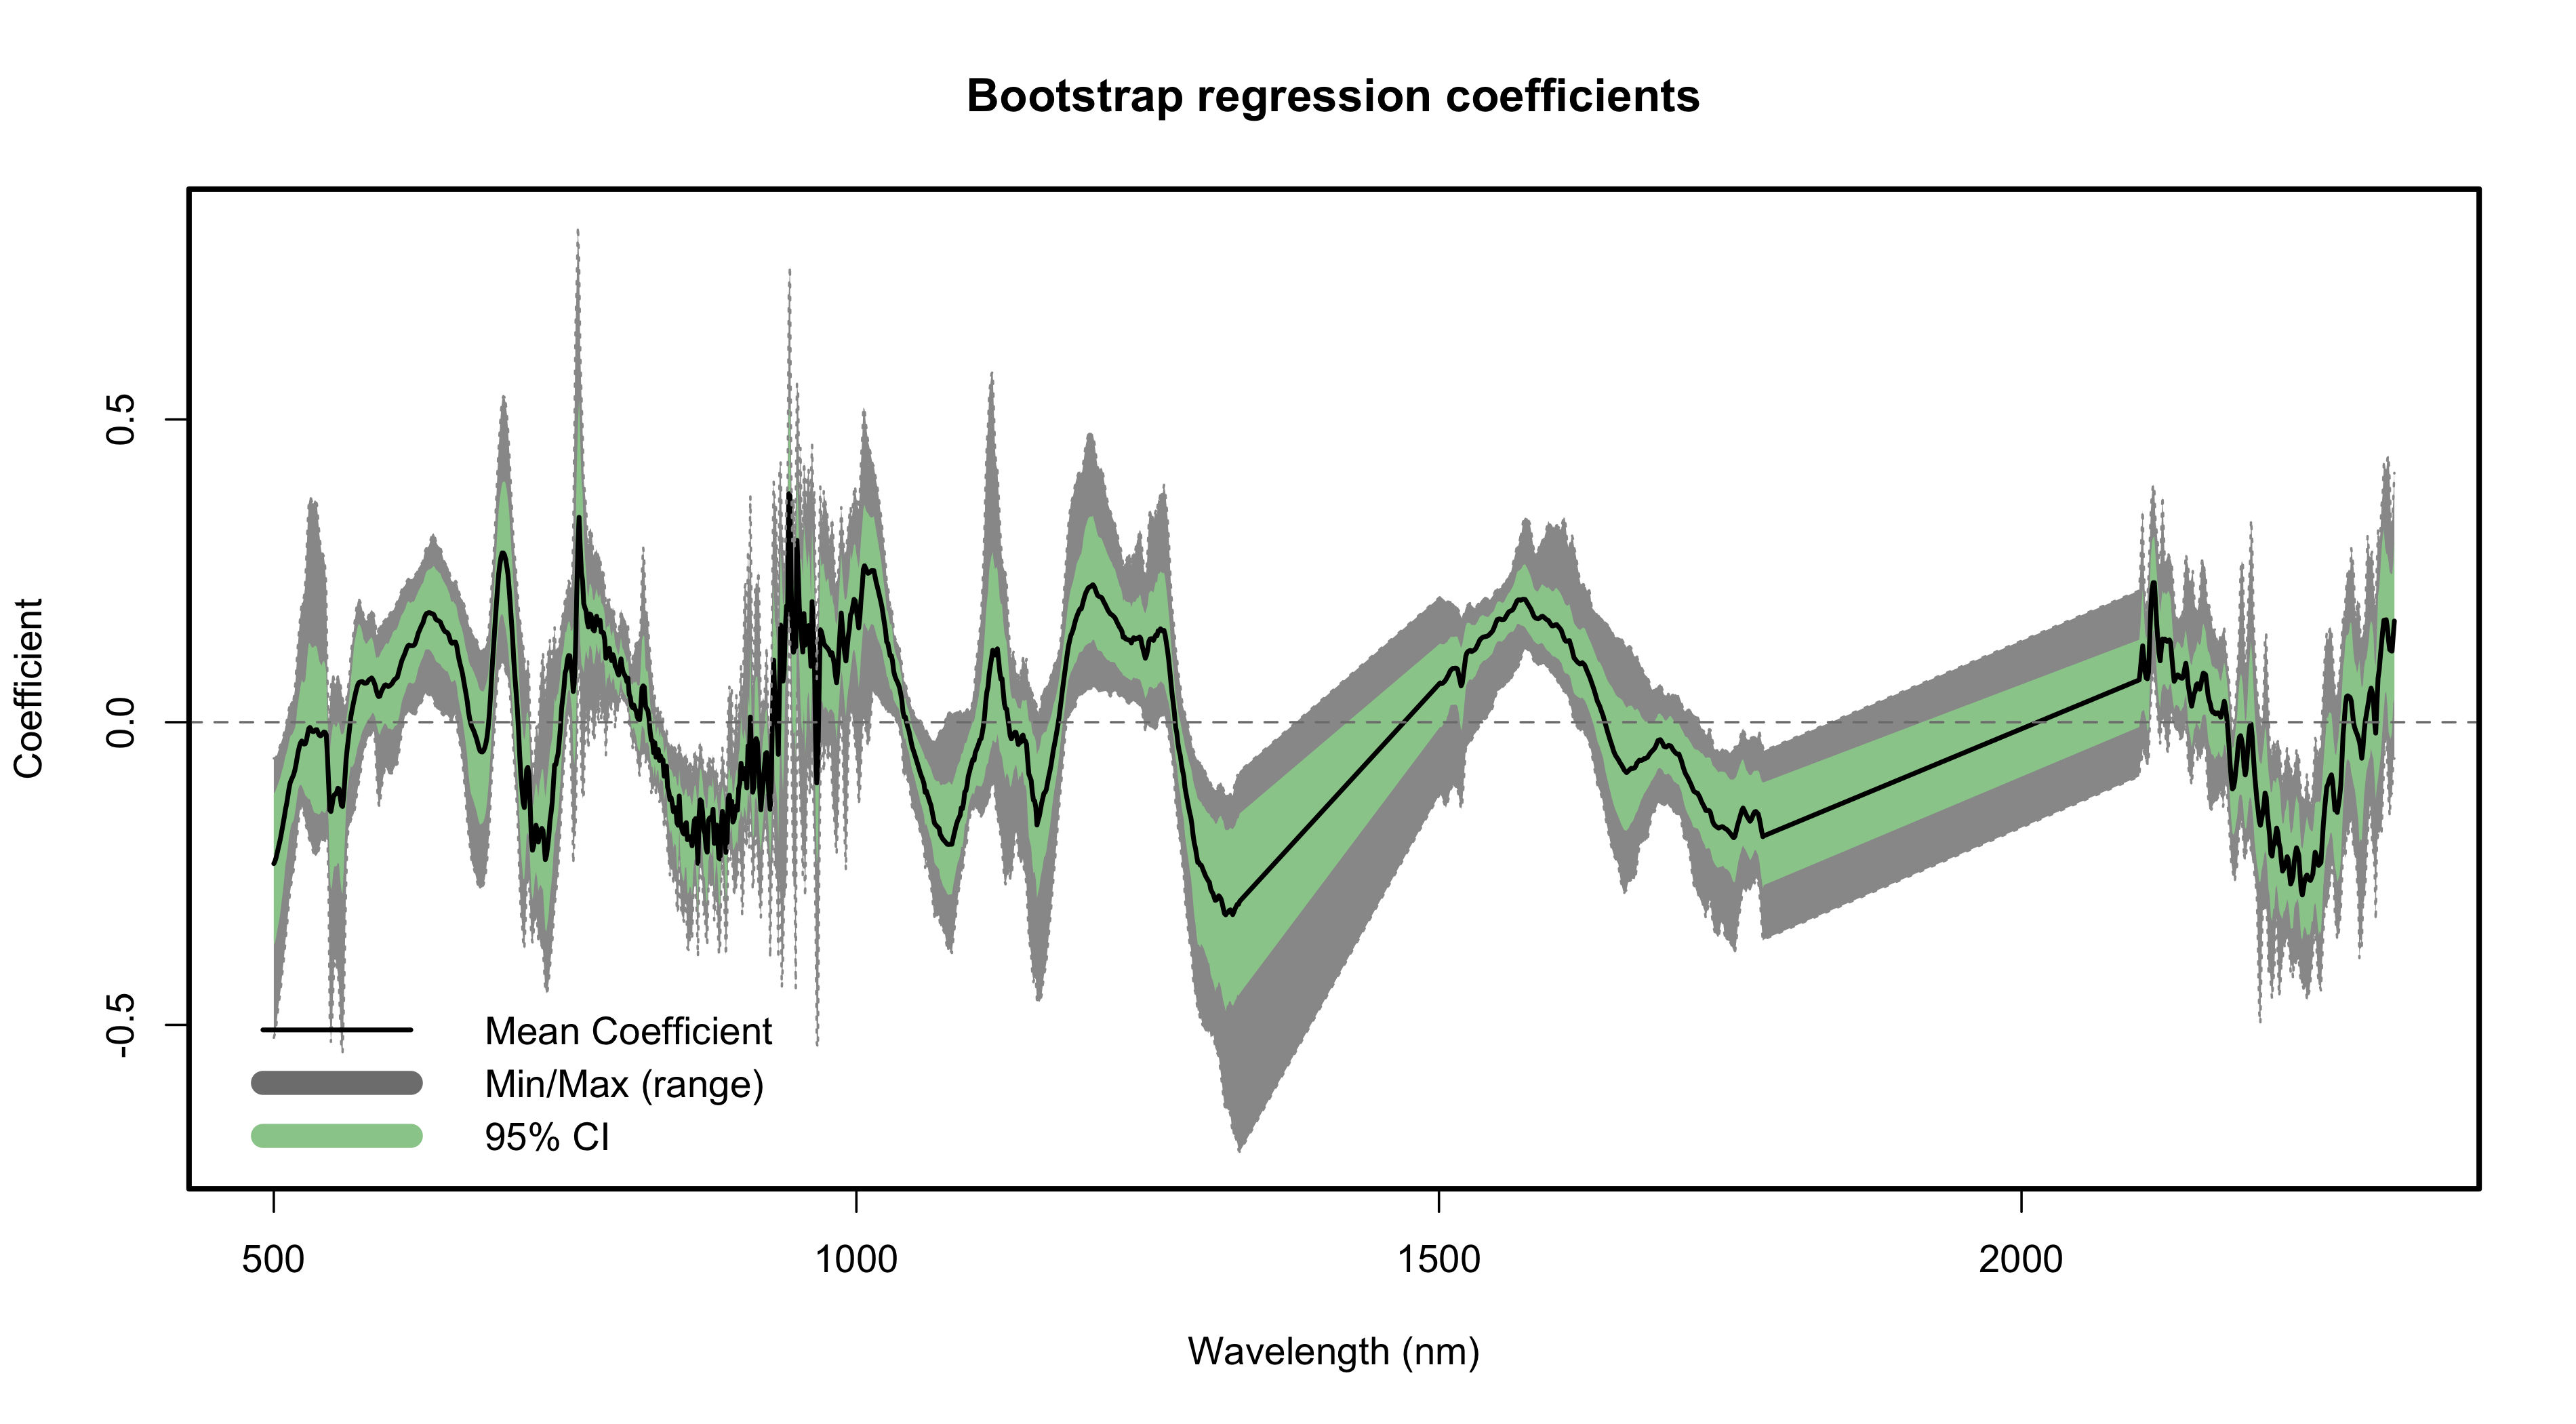 Bootstrap regression coefficients
Coefficient
0.5
0.0
-0.5
Mean Coefficient
Min/Max (range)
95% CI
500 1000 1500 2000
Wavelength (nm)